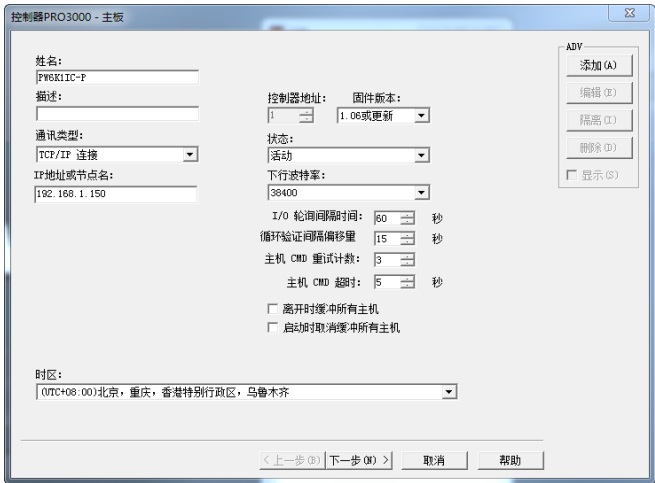 控制器PRO3000 - 主板
姓名:
PW6K1IC-P
描述:
通讯类型:
TCP/IP 连接
IP地址或节点名:
192.168.1.150
控制器地址: 固件版本:
1 1.06或更新
状态:
活动
下行波特率:
38400
I/O 轮询间隔时间: 60 秒
循环验证间隔偏移量 15 秒
主机 CMD 重试计数: 3
主机 CMD 超时: 5 秒
离开时缓冲所有主机
启动时取消缓冲所有主机
时区:
(UTC+08:00)北京，重庆，香港特别行政区，乌鲁木齐
ADV
添加(A)
编辑(E)
隔离(I)
删除(D)
显示(S)
< 上一步(B) 下一步(N) > 取消 帮助